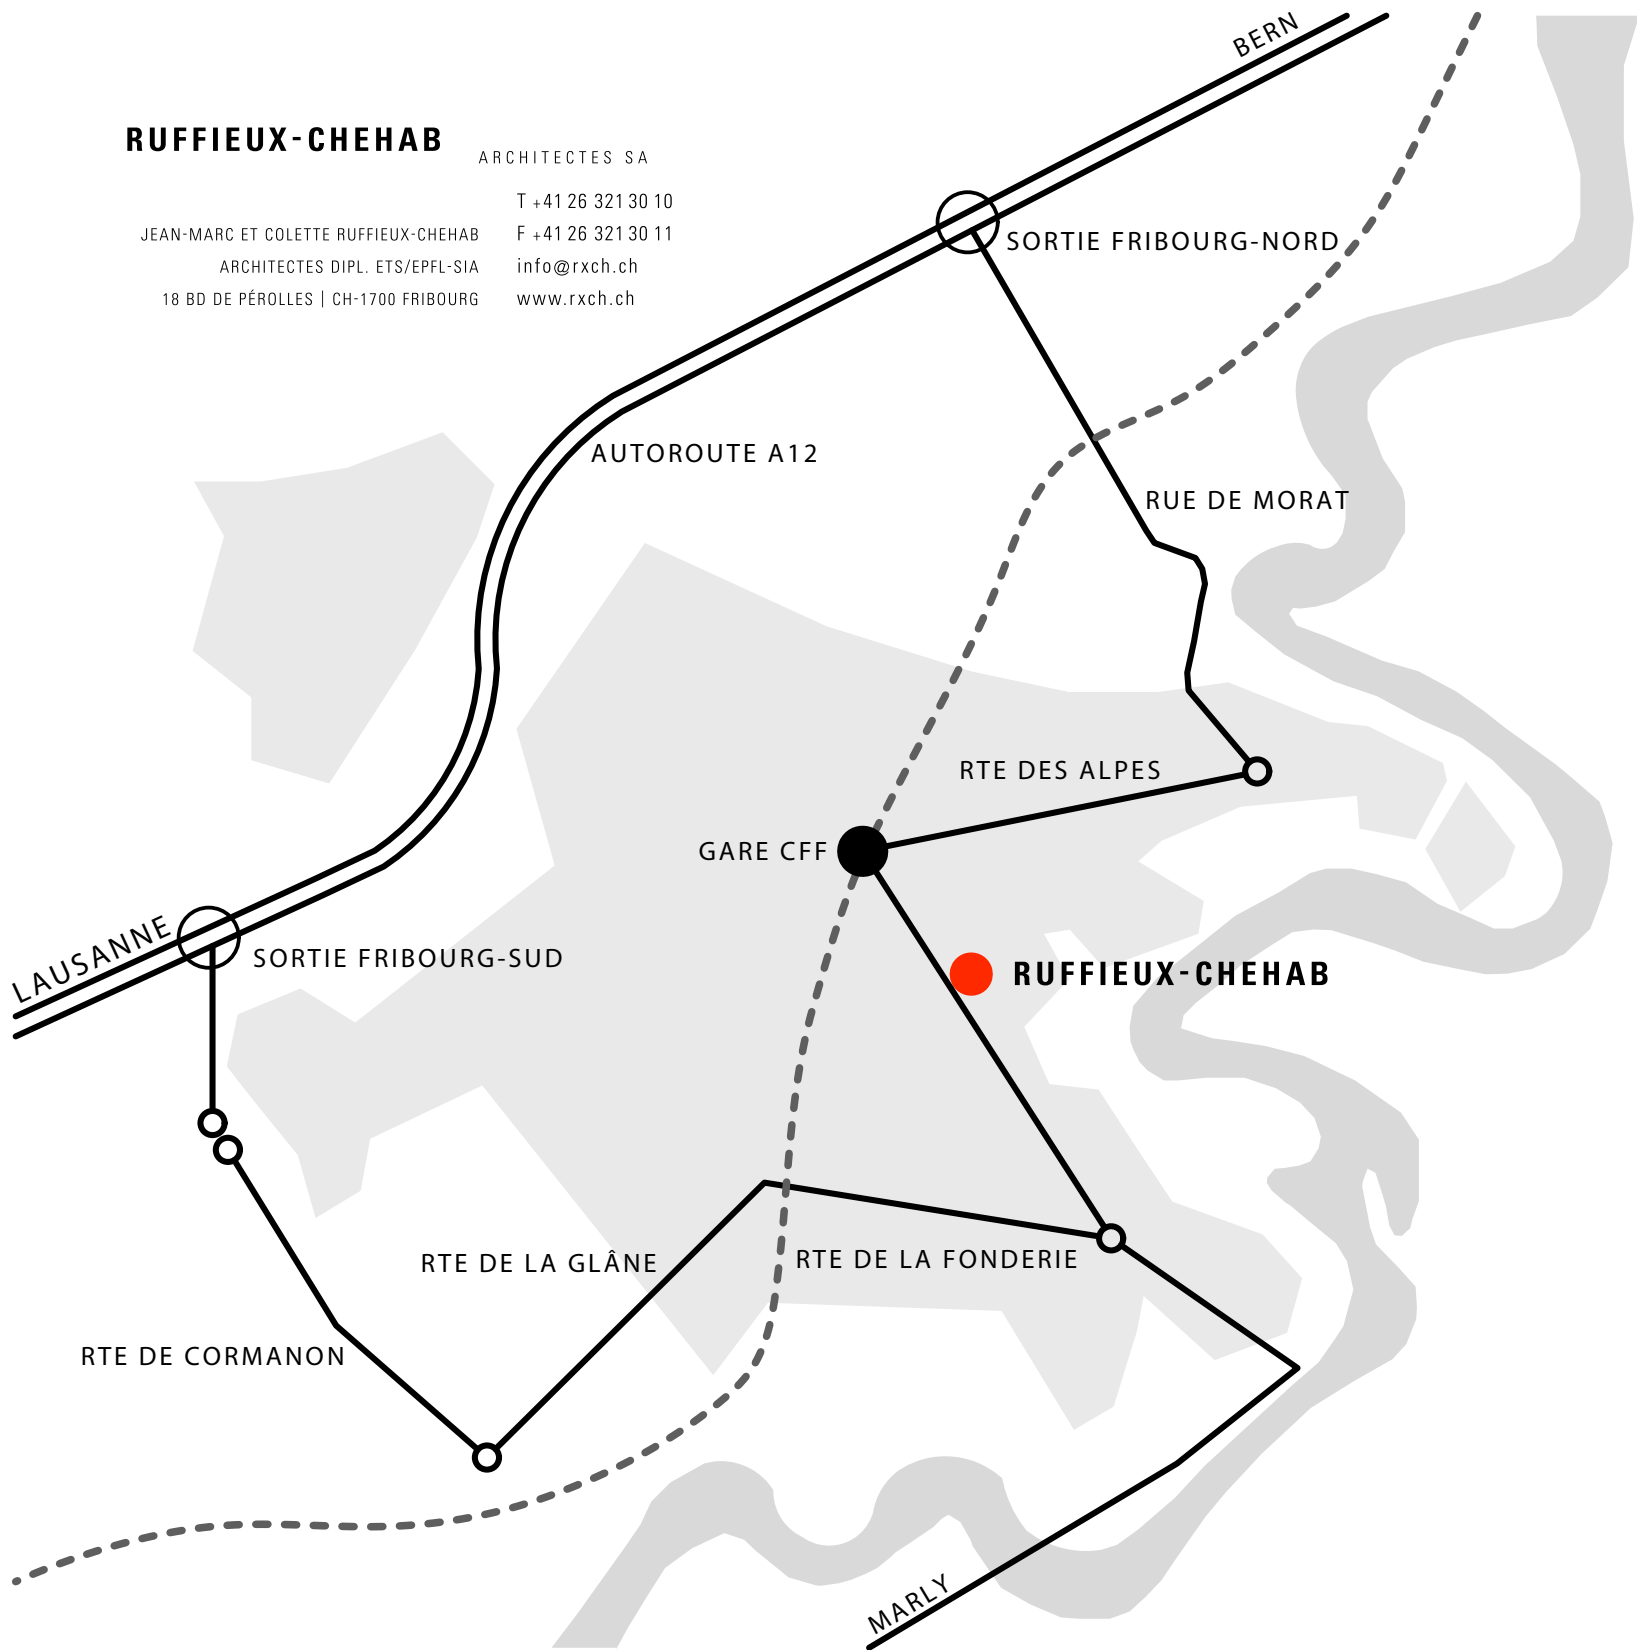 BERN
RUFFIEUX-CHEHAB
ARCHITECTES SA
T +41 26 321 30 10
JEAN-MARC ET COLETTE RUFFIEUX-CHEHAB
F +41 26 321 30 11
ARCHITECTES DIPL. ETS/EPFL-SIA
info@rxch.ch
18 BD DE PÉROLLES | CH-1700 FRIBOURG
www.rxch.ch
SORTIE FRIBOURG-NORD
AUTOROUTE A12
RUE DE MORAT
RTE DES ALPES
GARE CFF
LAUSANNE
SORTIE FRIBOURG-SUD
RUFFIEUX-CHEHAB
RTE DE LA GLÂNE
RTE DE LA FONDERIE
RTE DE CORMANON
MARLY